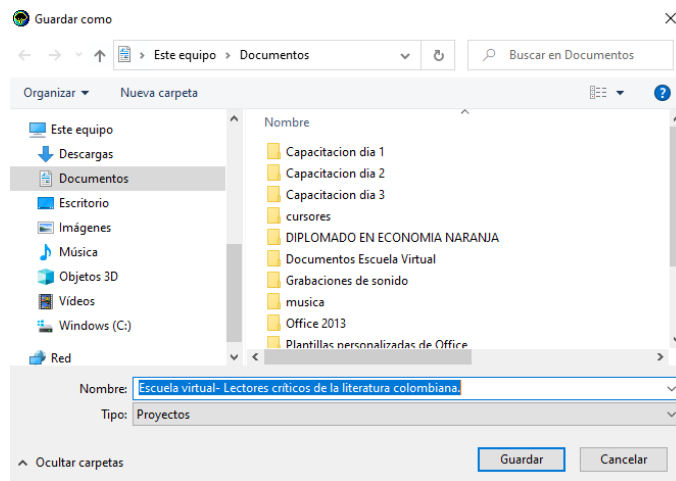 Guardar como
Este equipo > Documentos
Buscar en Documentos
Organizar
Nueva carpeta
Este equipo
Descargas
Documentos
Escritorio
Imágenes
Música
Objetos 3D
Vídeos
Windows (C:)
Red
Nombre
Capacitacion dia 1
Capacitacion dia 2
Capacitacion dia 3
cursores
DIPLOMADO EN ECONOMIA NARANJA
Documentos Escuela Virtual
Grabaciones de sonido
musica
Office 2013
Plantillas personalizadas de Office
Nombre: Escuela virtual- Lectores críticos de la literatura colombiana.
Tipo: Proyectos
Ocultar carpetas
Guardar
Cancelar